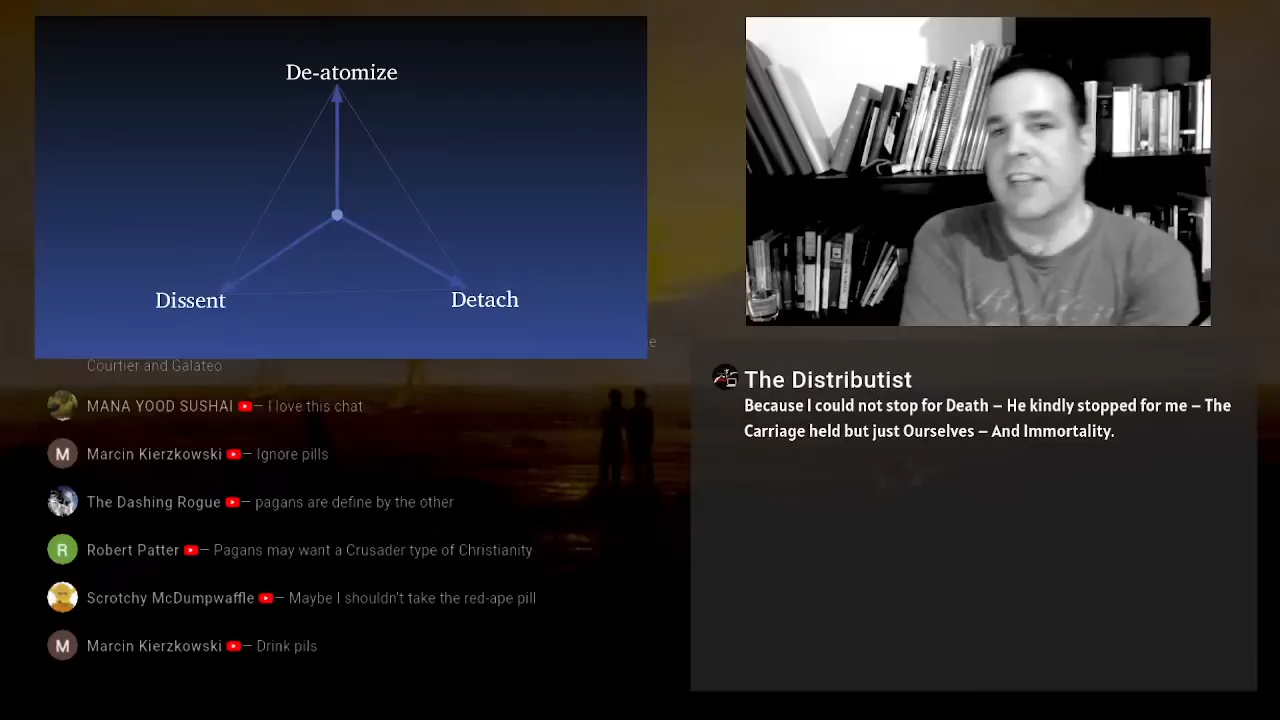 De-atomize
Dissent
Detach
e
Courtier and Galateo
MANA YOOD SUSHAI — I love this chat
M Marcin Kierzkowski — Ignore pills
The Dashing Rogue — pagans are define by the other
R Robert Patter — Pagans may want a Crusader type of Christianity
Scrotchy McDumpwaffle — Maybe I shouldn't take the red-ape pill
M Marcin Kierzkowski — Drink pils
The Distributist
Because I could not stop for Death – He kindly stopped for me – The
Carriage held but just Ourselves – And Immortality.